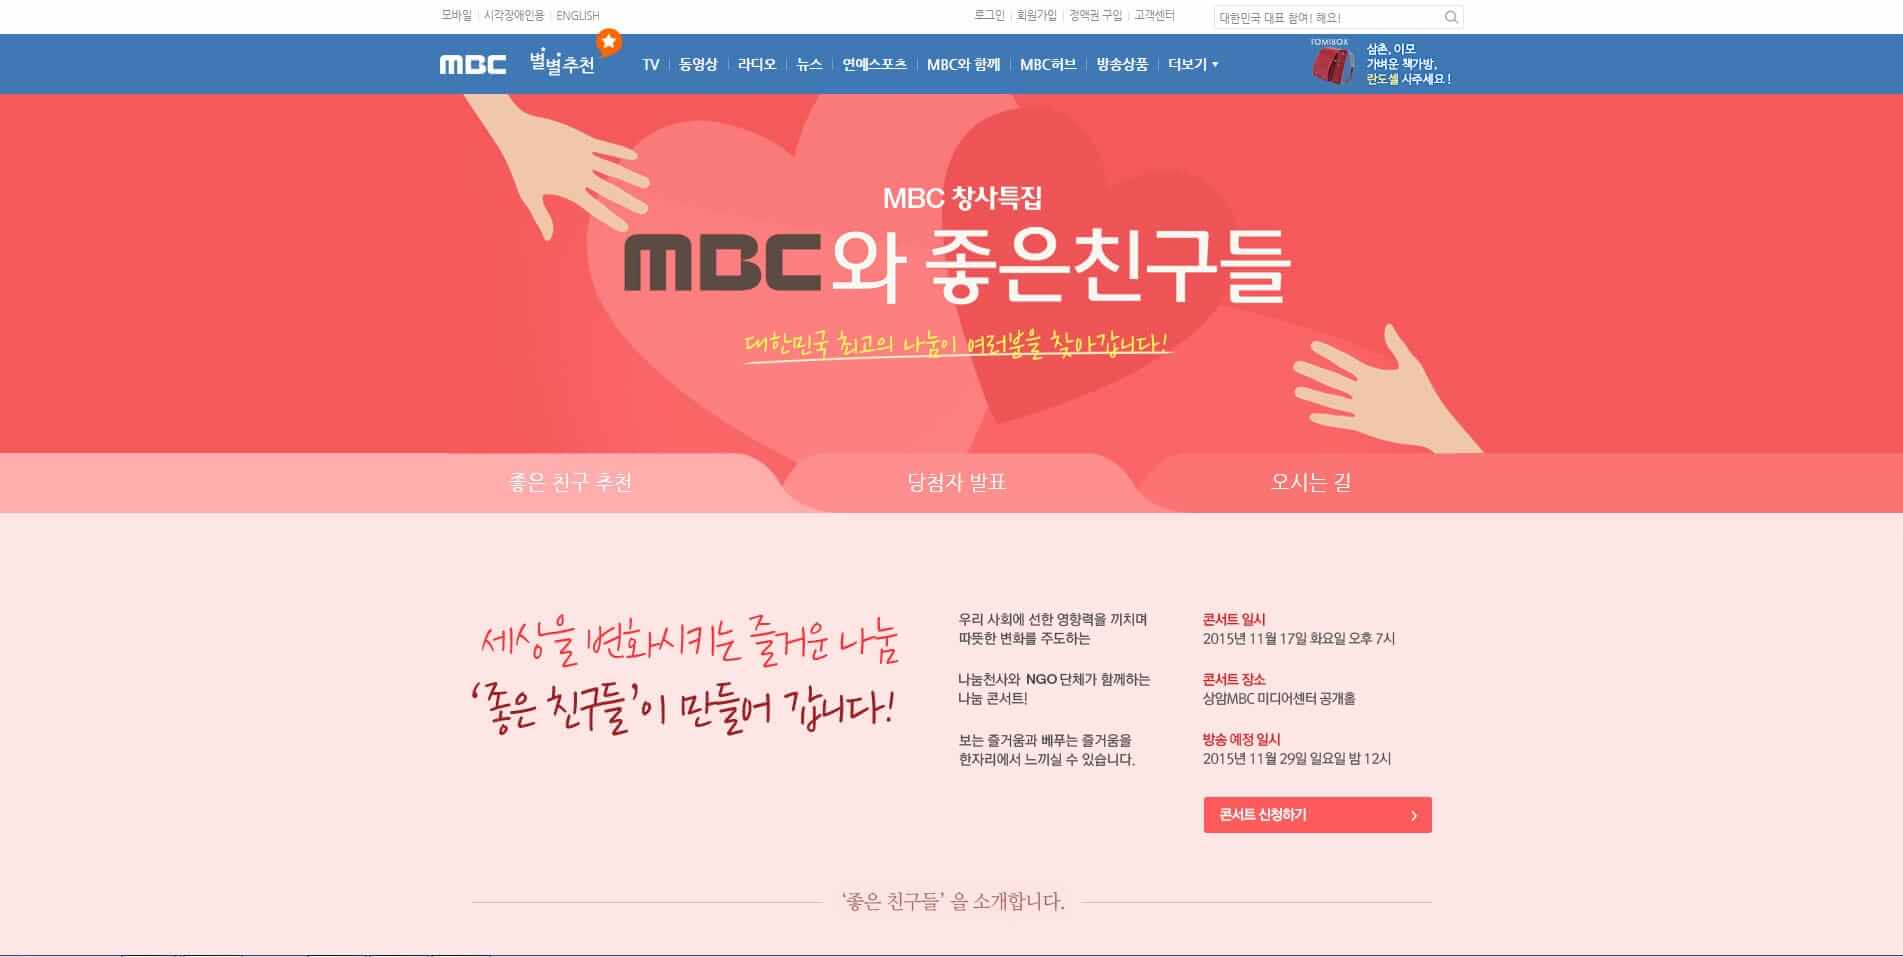 모바일 시각장애인용 ENGLISH
로그인 회원가입 정액권 구입 고객센터
대한민국 대표 참여! 해요!
MBC
별별추천
TV 동영상 라디오 뉴스 연예스포츠 MBC와 함께 MBC허브 방송상품 더보기
삼촌, 이모
가벼운 책가방,
란도셀 사주세요 !
MBC 창사특집
MBC와 좋은친구들
대한민국 최고의 나눔이 여러분을 찾아갑니다!
좋은 친구 추천
당첨자 발표
오시는 길
세상을 변화시키는 즐거운 나눔
‘좋은 친구들’이 만들어 갑니다!
우리 사회에 선한 영향력을 끼치며
따뜻한 변화를 주도하는
나눔천사와 NGO 단체가 함께하는
나눔 콘서트!
보는 즐거움과 베푸는 즐거움을
한자리에서 느끼실 수 있습니다.
콘서트 일시
2015년 11월 17일 화요일 오후 7시
콘서트 장소
상암MBC 미디어센터 공개홀
방송 예정 일시
2015년 11월 29일 일요일 밤 12시
콘서트 신청하기
‘좋은 친구들’ 을 소개합니다.